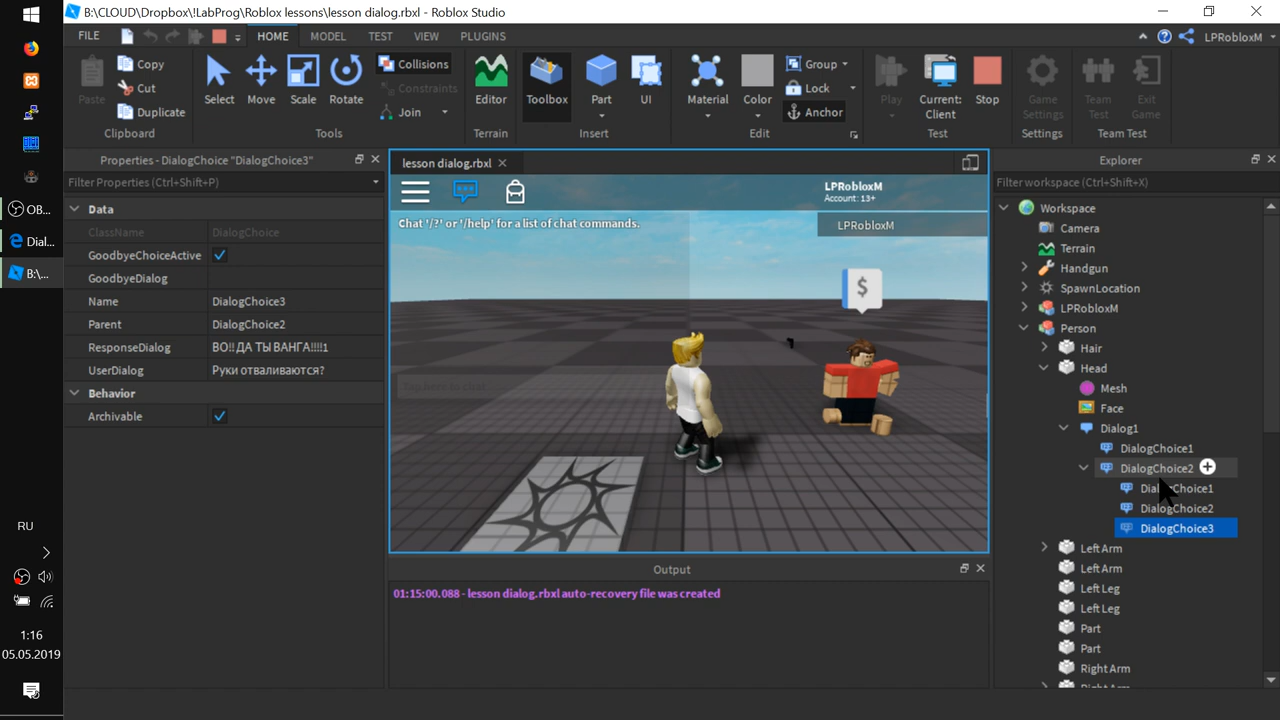 B:\CLOUD\Dropbox\!LabProg\Roblox lessons\lesson dialog.rbxl - Roblox Studio
FILE HOME MODEL TEST VIEW PLUGINS LPRobloxM
Paste Copy Cut Duplicate
Select Move Scale Rotate
Collisions Constraints Join
Editor Toolbox Part UI
Material Color Group Lock Anchor
Play Current: Client Stop
Game Settings Team Test Exit Game
Clipboard Tools Terrain Insert Edit Test Settings Team Test
Properties - DialogChoice "DialogChoice3"
Filter Properties (Ctrl+Shift+P)
Data
ClassName DialogChoice
GoodbyeChoiceActive
GoodbyeDialog
Name DialogChoice3
Parent DialogChoice2
ResponseDialog ВО!! ДА ТЫ ВАНГА!!!!1
UserDialog Руки отваливаются?
Behavior
Archivable
lesson dialog.rbxl
LPRobloxM
Account: 13+
Chat '/?' or '/help' for a list of chat commands.
LPRobloxM
$
Output
01:15:00.088 - lesson dialog.rbxl auto-recovery file was created
Explorer
Filter workspace (Ctrl+Shift+X)
Workspace
Camera
Terrain
Handgun
SpawnLocation
LPRobloxM
Person
Hair
Head
Mesh
Face
Dialog1
DialogChoice1
DialogChoice2
DialogChoice1
DialogChoice2
DialogChoice3
Left Arm
Left Arm
Left Leg
Left Leg
Part
Part
Right Arm
OB...
Dial...
B:\...
RU
1:16
05.05.2019